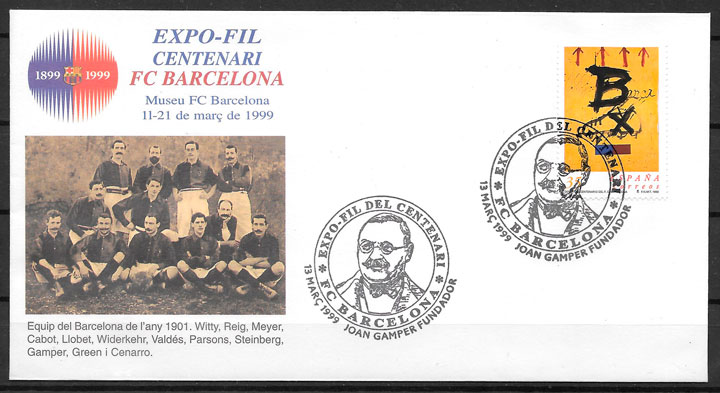 EXPO-FIL
CENTENARI
FC BARCELONA
1899 1999
Museu FC Barcelona
11-21 de març de 1999
Equip del Barcelona de l'any 1901. Witty, Reig, Meyer,
Cabot, Llobet, Widerkehr, Valdés, Parsons, Steinberg,
Gamper, Green i Cenarro.
EXPO-FIL DEL CENTENARI
FC BARCELONA
13 MARÇ 1999 JOAN GAMPER FUNDADOR
Barça
B
x
ESPAÑA
correos
EXPO-FIL DEL CENTENARI
FC BARCELONA
13 MARÇ 1999 JOAN GAMPER FUNDADOR